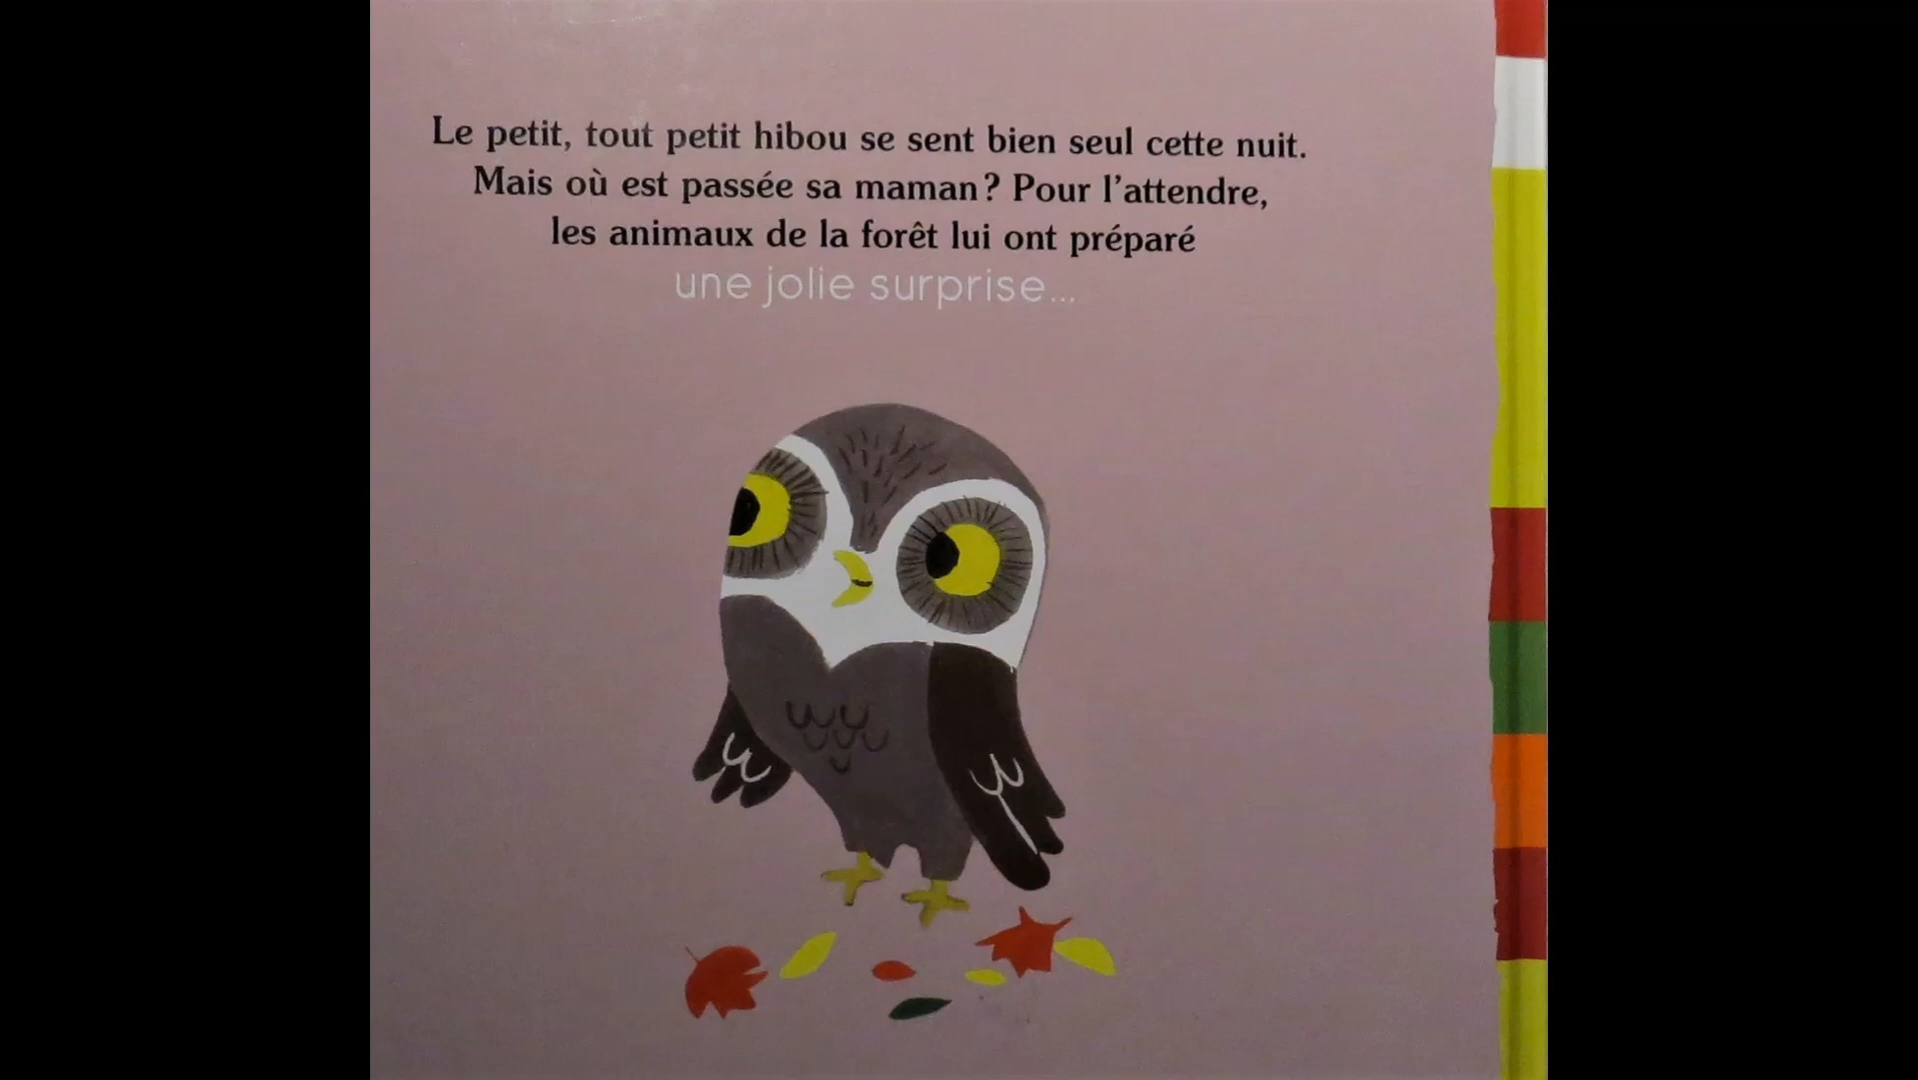 Le petit, tout petit hibou se sent bien seul cette nuit.
Mais où est passée sa maman? Pour l'attendre,
les animaux de la forêt lui ont préparé
une jolie surprise...